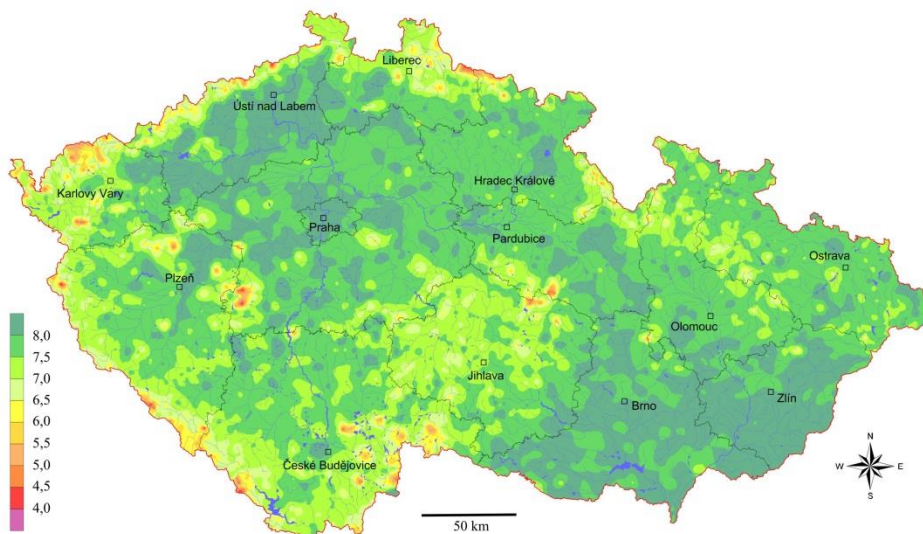 Liberec
Ústí nad Labem
Karlovy Vary
Hradec Králové
Praha
Pardubice
Ostrava
Plzeň
Olomouc
Jihlava
Zlín
Brno
České Budějovice
8,0
7,5
7,0
6,5
6,0
5,5
5,0
4,5
4,0
N
W E
S
50 km